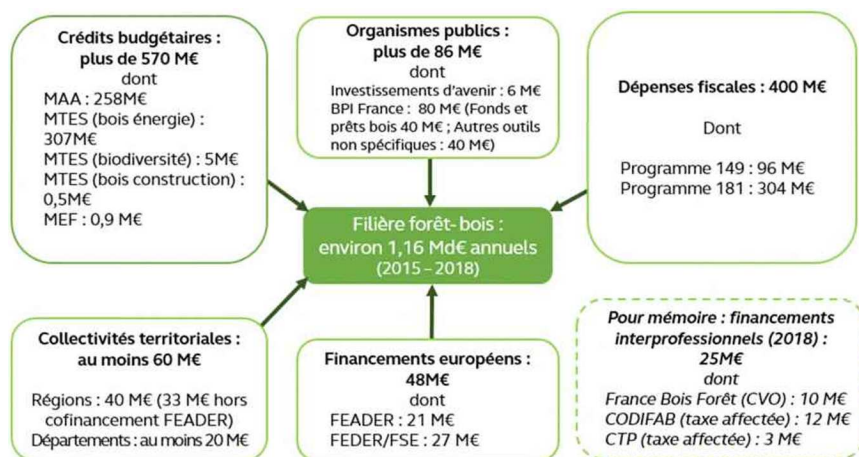 Crédits budgétaires :
plus de 570 M€
dont
MAA : 258M€
MTES (bois énergie) :
307M€
MTES (biodiversité) : 5M€
MTES (bois construction) :
0,5M€
MEF : 0,9 M€
Organismes publics :
plus de 86 M€
dont
Investissements d'avenir : 6 M€
BPI France : 80 M€ (Fonds et
prêts bois 40 M€ ; Autres outils
non spécifiques : 40 M€)
Dépenses fiscales : 400 M€
Dont
Programme 149 : 96 M€
Programme 181 : 304 M€
Filière forêt- bois :
environ 1,16 Md€ annuels
(2015 – 2018)
Collectivités territoriales :
au moins 60 M€
Régions : 40 M€ (33 M€ hors
cofinancement FEADER)
Départements : au moins 20 M€
Financements européens :
48M€
dont
FEADER : 21 M€
FEDER/FSE : 27 M€
Pour mémoire : financements
interprofessionnels (2018) :
25M€
dont
France Bois Forêt (CVO) : 10 M€
CODIFAB (taxe affectée) : 12 M€
CTP (taxe affectée) : 3 M€